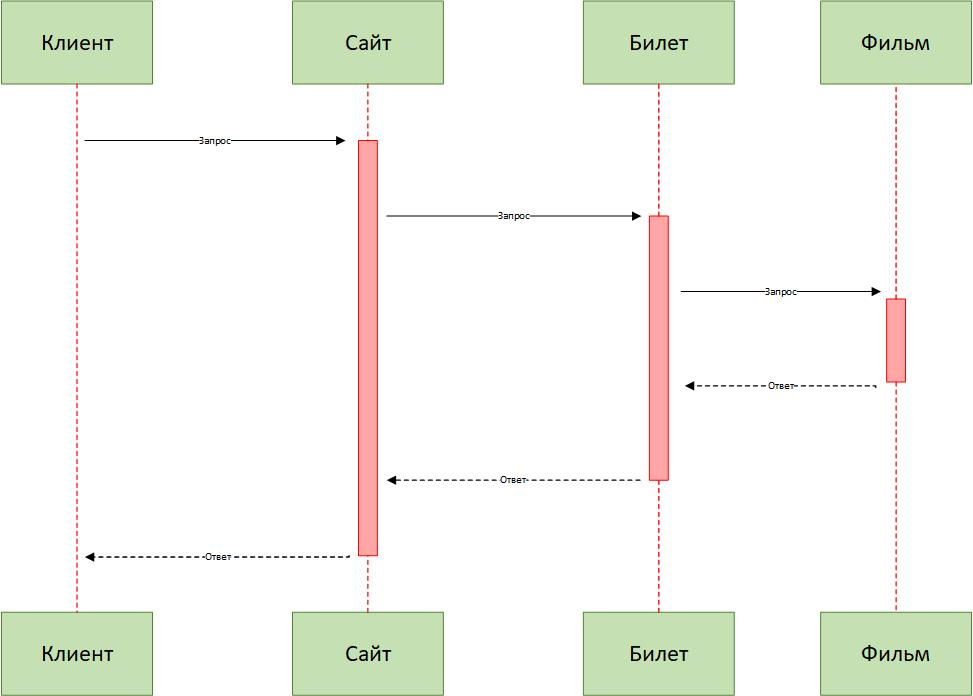 Клиент
Сайт
Билет
Фильм
Запрос
Запрос
Запрос
Ответ
Ответ
Ответ
Клиент
Сайт
Билет
Фильм